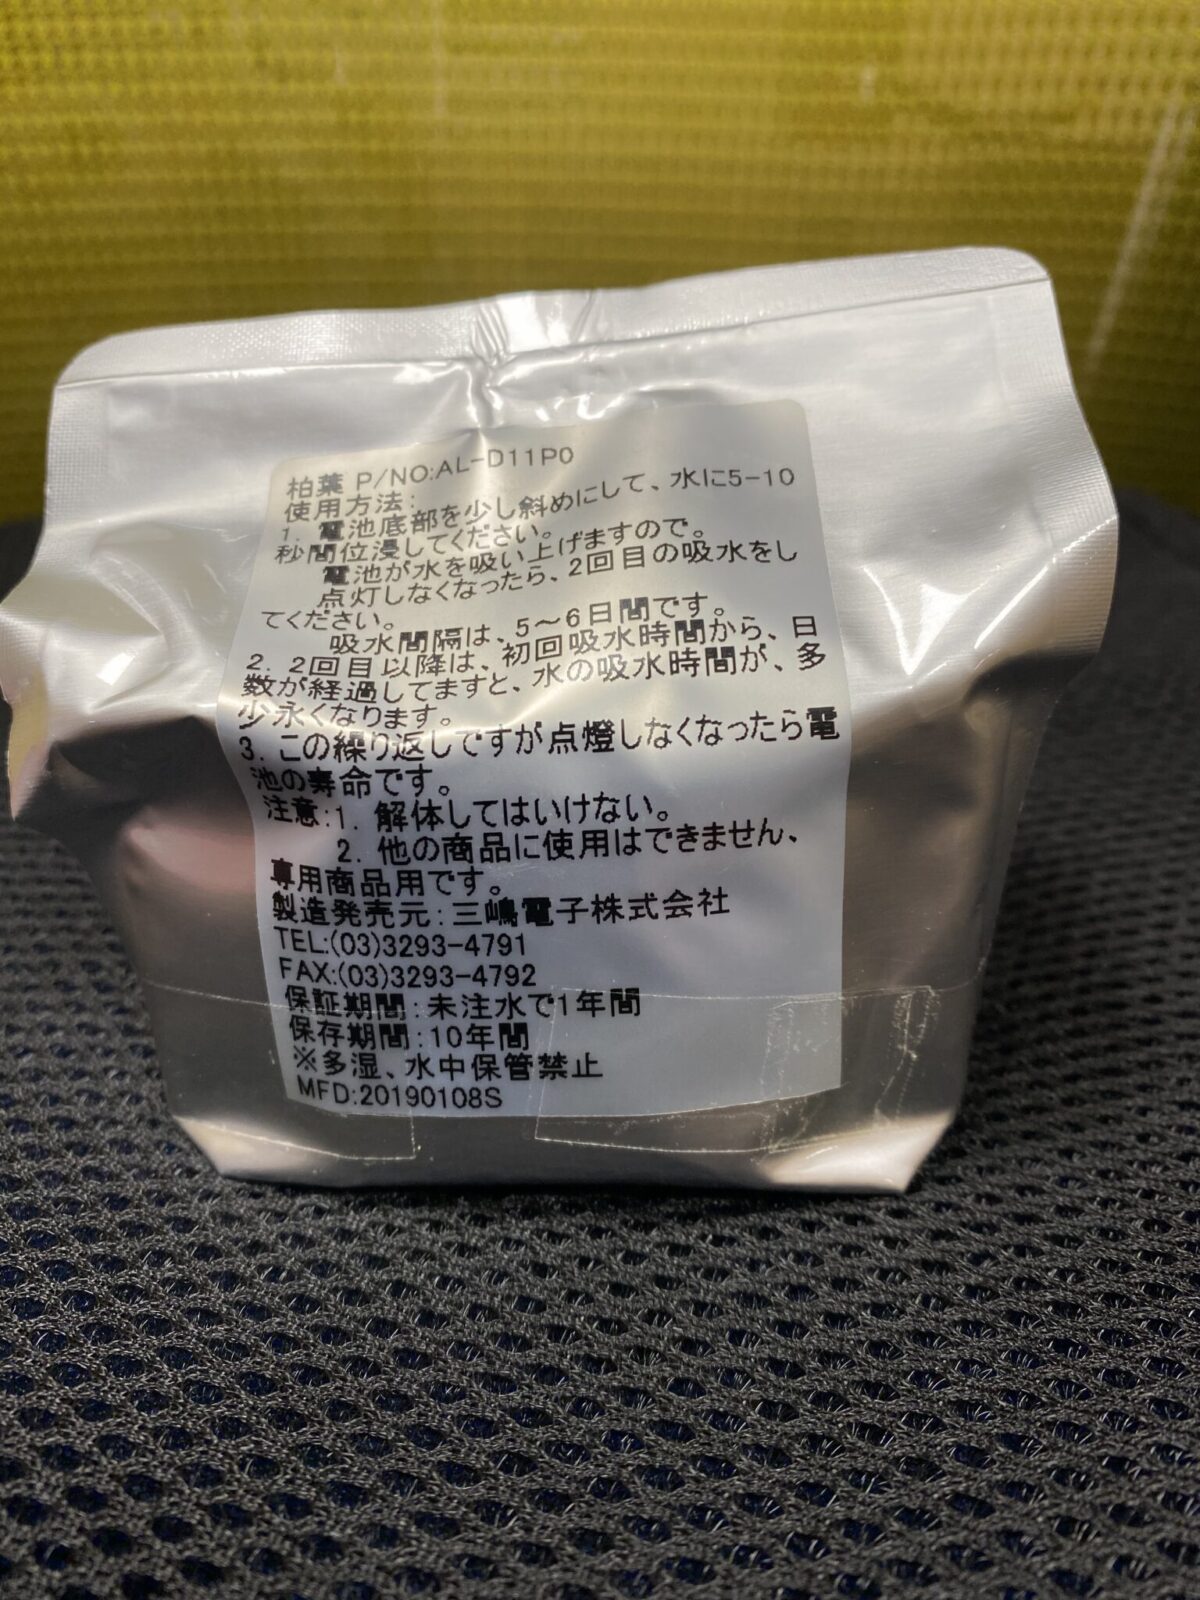 柏葉 P/NO:AL-D11P0
使用方法:
1. 電池底部を少し斜めにして、水に5-10
秒間位浸してください。
電池が水を吸い上げますので。
点灯しなくなったら、2回目の吸水をし
てください。
吸水間隔は、5～6日間です。
2. 2回目以降は、初回吸水時間から、日
数が経過してますと、水の吸水時間が、多
少永くなります。
3. この繰り返しですが点燈しなくなったら電
池の寿命です。
注意:1. 解体してはいけない。
2. 他の商品に使用はできません、
専用商品用です。
製造発売元:三嶋電子株式会社
TEL:(03)3293-4791
FAX:(03)3293-4792
保証期間:未注水で1年間
保存期間:10年間
※多湿、水中保管禁止
MFD:20190108S